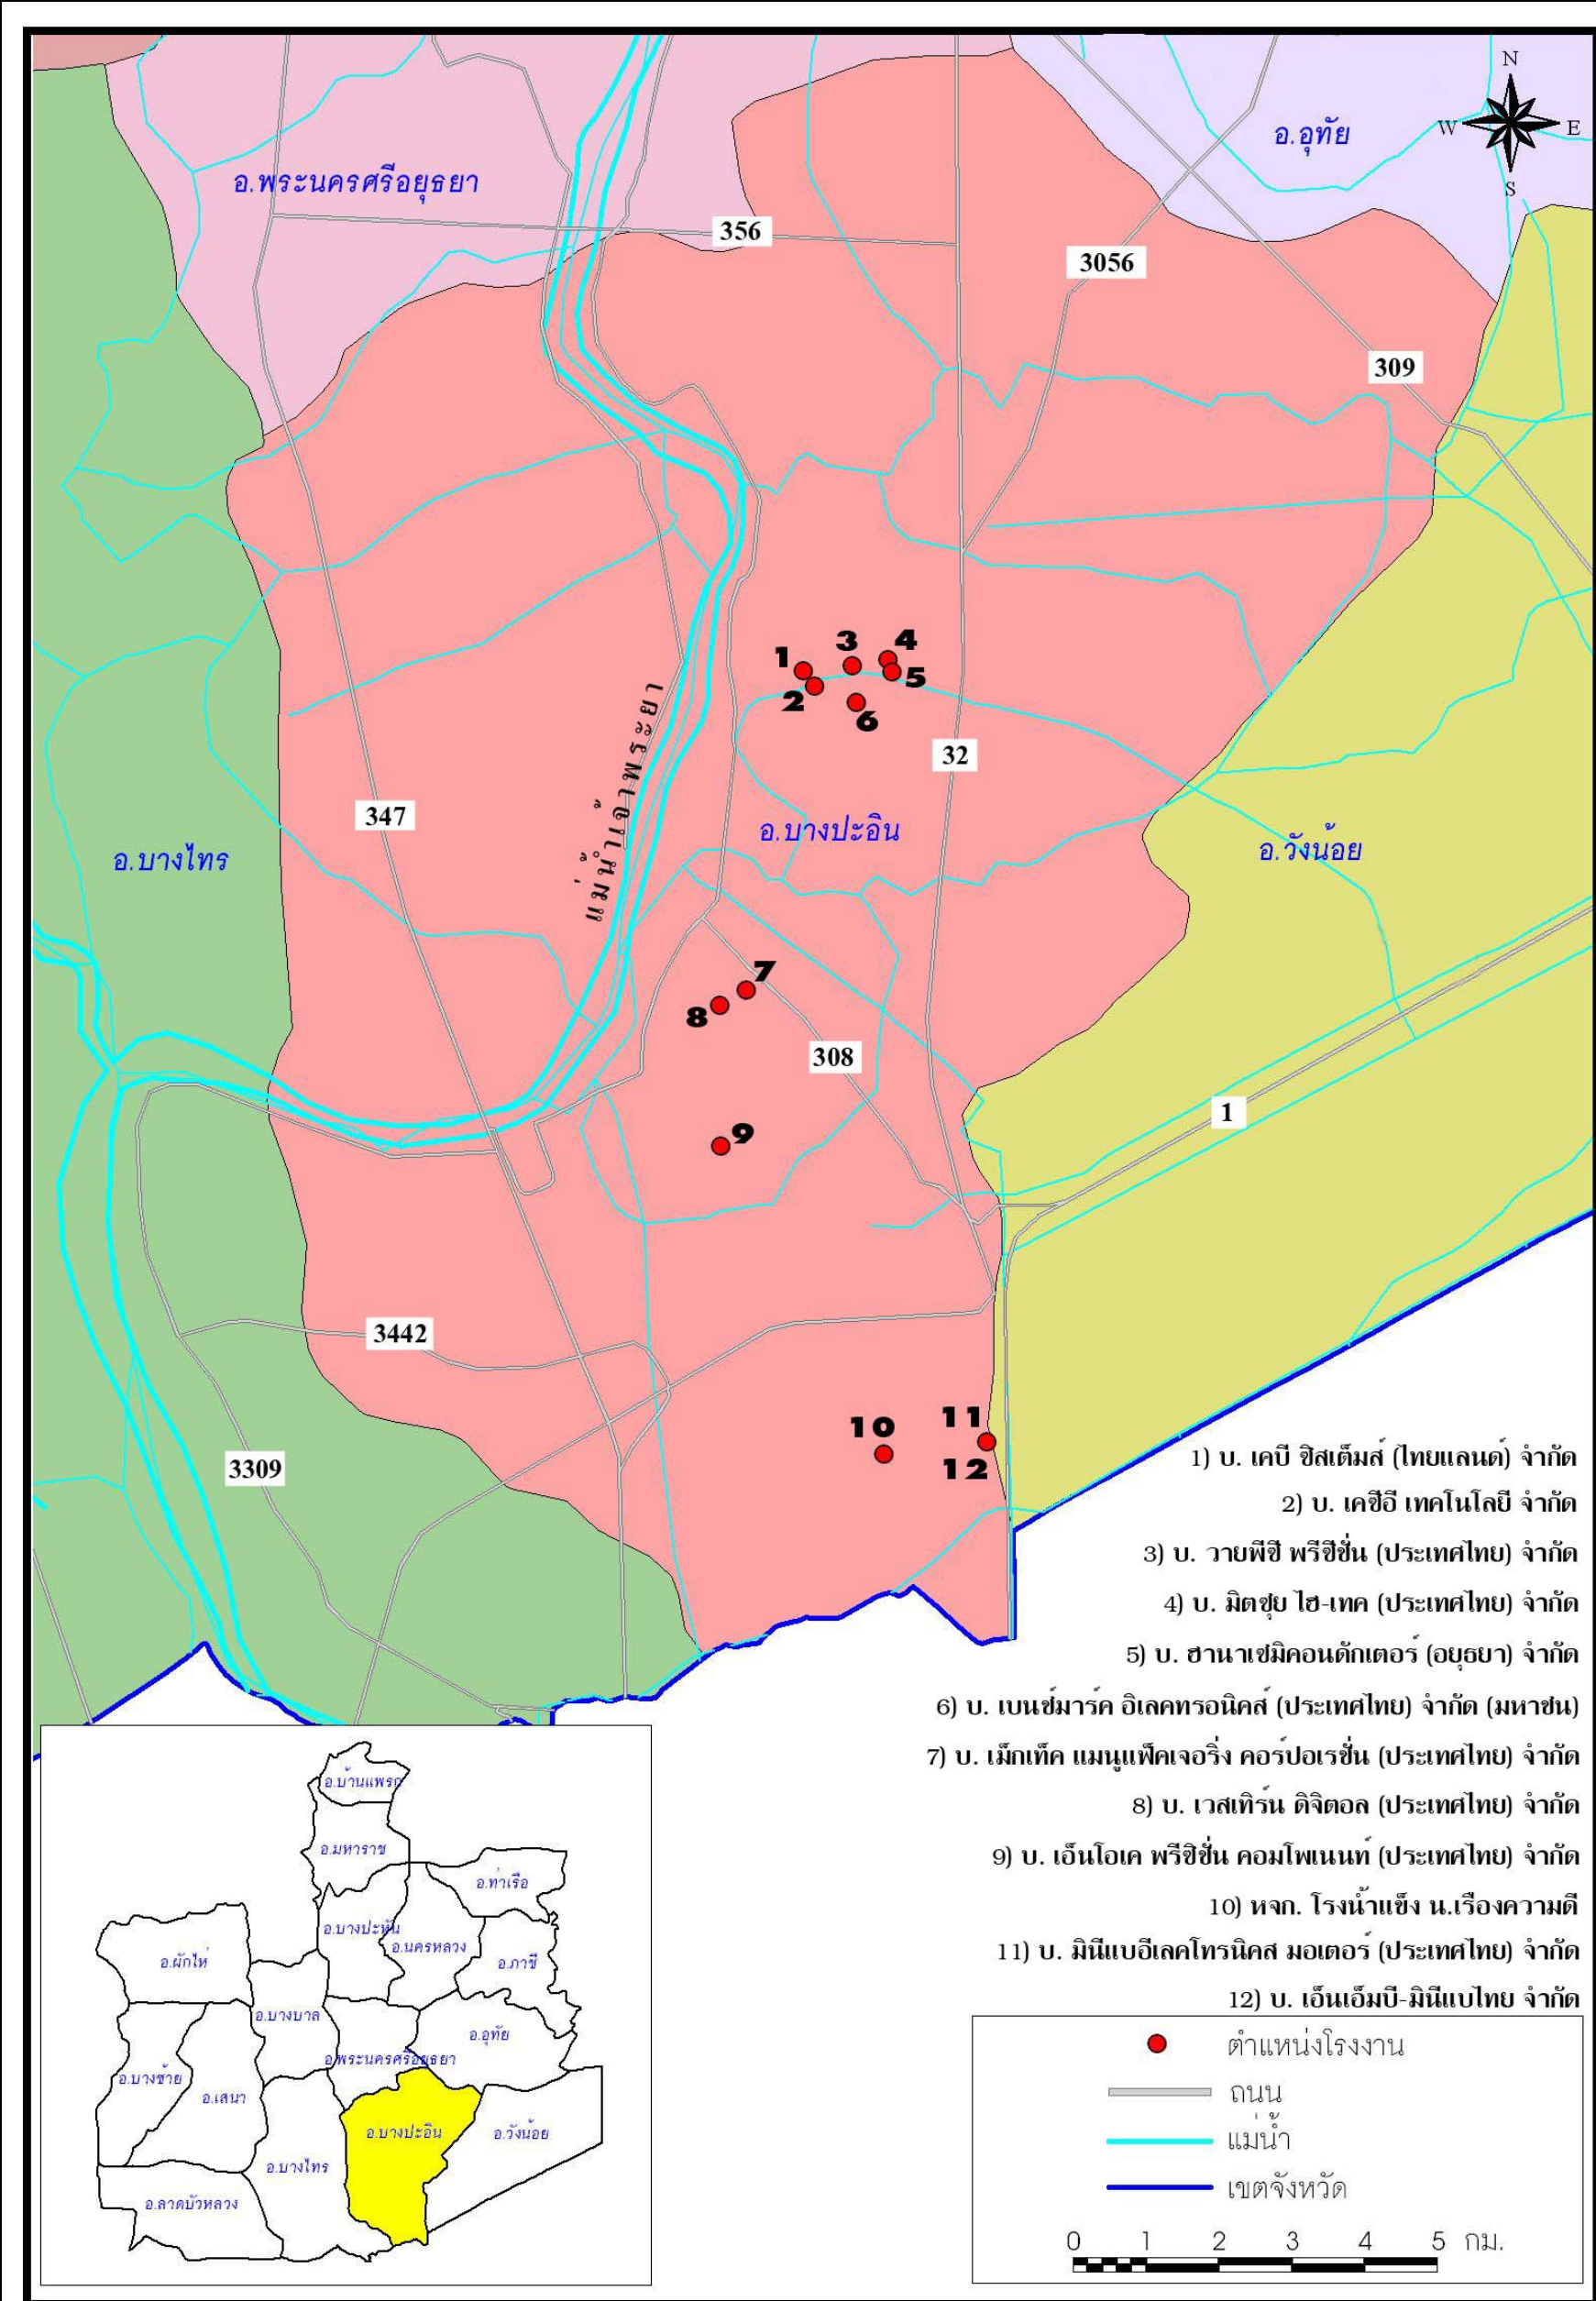 N
W E
S
อ.อุทัย
อ.พระนครศรีอยุธยา
356
3056
309
1
3
4
5
2
6
32
แม่น้ำเจ้าพระยา
347
อ.บางปะอิน
อ.วังน้อย
อ.บางไทร
7
8
308
1
9
3442
10
11
12
3309
1) บ. เคบี ซิสเต็มส์ (ไทยแลนด์) จำกัด
2) บ. เคซีอี เทคโนโลยี จำกัด
3) บ. วายพีซี พรีซีชั่น (ประเทศไทย) จำกัด
4) บ. มิตซุย ไฮ-เทค (ประเทศไทย) จำกัด
5) บ. ฮานาเซมิคอนดักเตอร์ (อยุธยา) จำกัด
6) บ. เบนช์มาร์ค อิเลคทรอนิคส์ (ประเทศไทย) จำกัด (มหาชน)
7) บ. เม็กเท็ค แมนูแฟ็คเจอริ่ง คอร์ปอเรชั่น (ประเทศไทย) จำกัด
8) บ. เวสเทิร์น ดิจิตอล (ประเทศไทย) จำกัด
9) บ. เอ็นโอเค พรีซิชั่น คอมโพเนนท์ (ประเทศไทย) จำกัด
10) หจก. โรงน้ำแข็ง น.เรืองความดี
11) บ. มินีแบอีเลคโทรนิคส มอเตอร์ (ประเทศไทย) จำกัด
12) บ. เอ็นเอ็มบี-มินีแบไทย จำกัด
อ.บ้านแพรก
อ.มหาราช
อ.ท่าเรือ
อ.บางปะหัน
อ.นครหลวง
อ.ผักไห่
อ.ภาชี
อ.บางบาล
อ.อุทัย
อ.พระนครศรีอยุธยา
อ.บางซ้าย
อ.เสนา
อ.บางปะอิน
อ.วังน้อย
อ.บางไทร
อ.ลาดบัวหลวง
ตำแหน่งโรงงาน
ถนน
แม่น้ำ
เขตจังหวัด
0 1 2 3 4 5 กม.